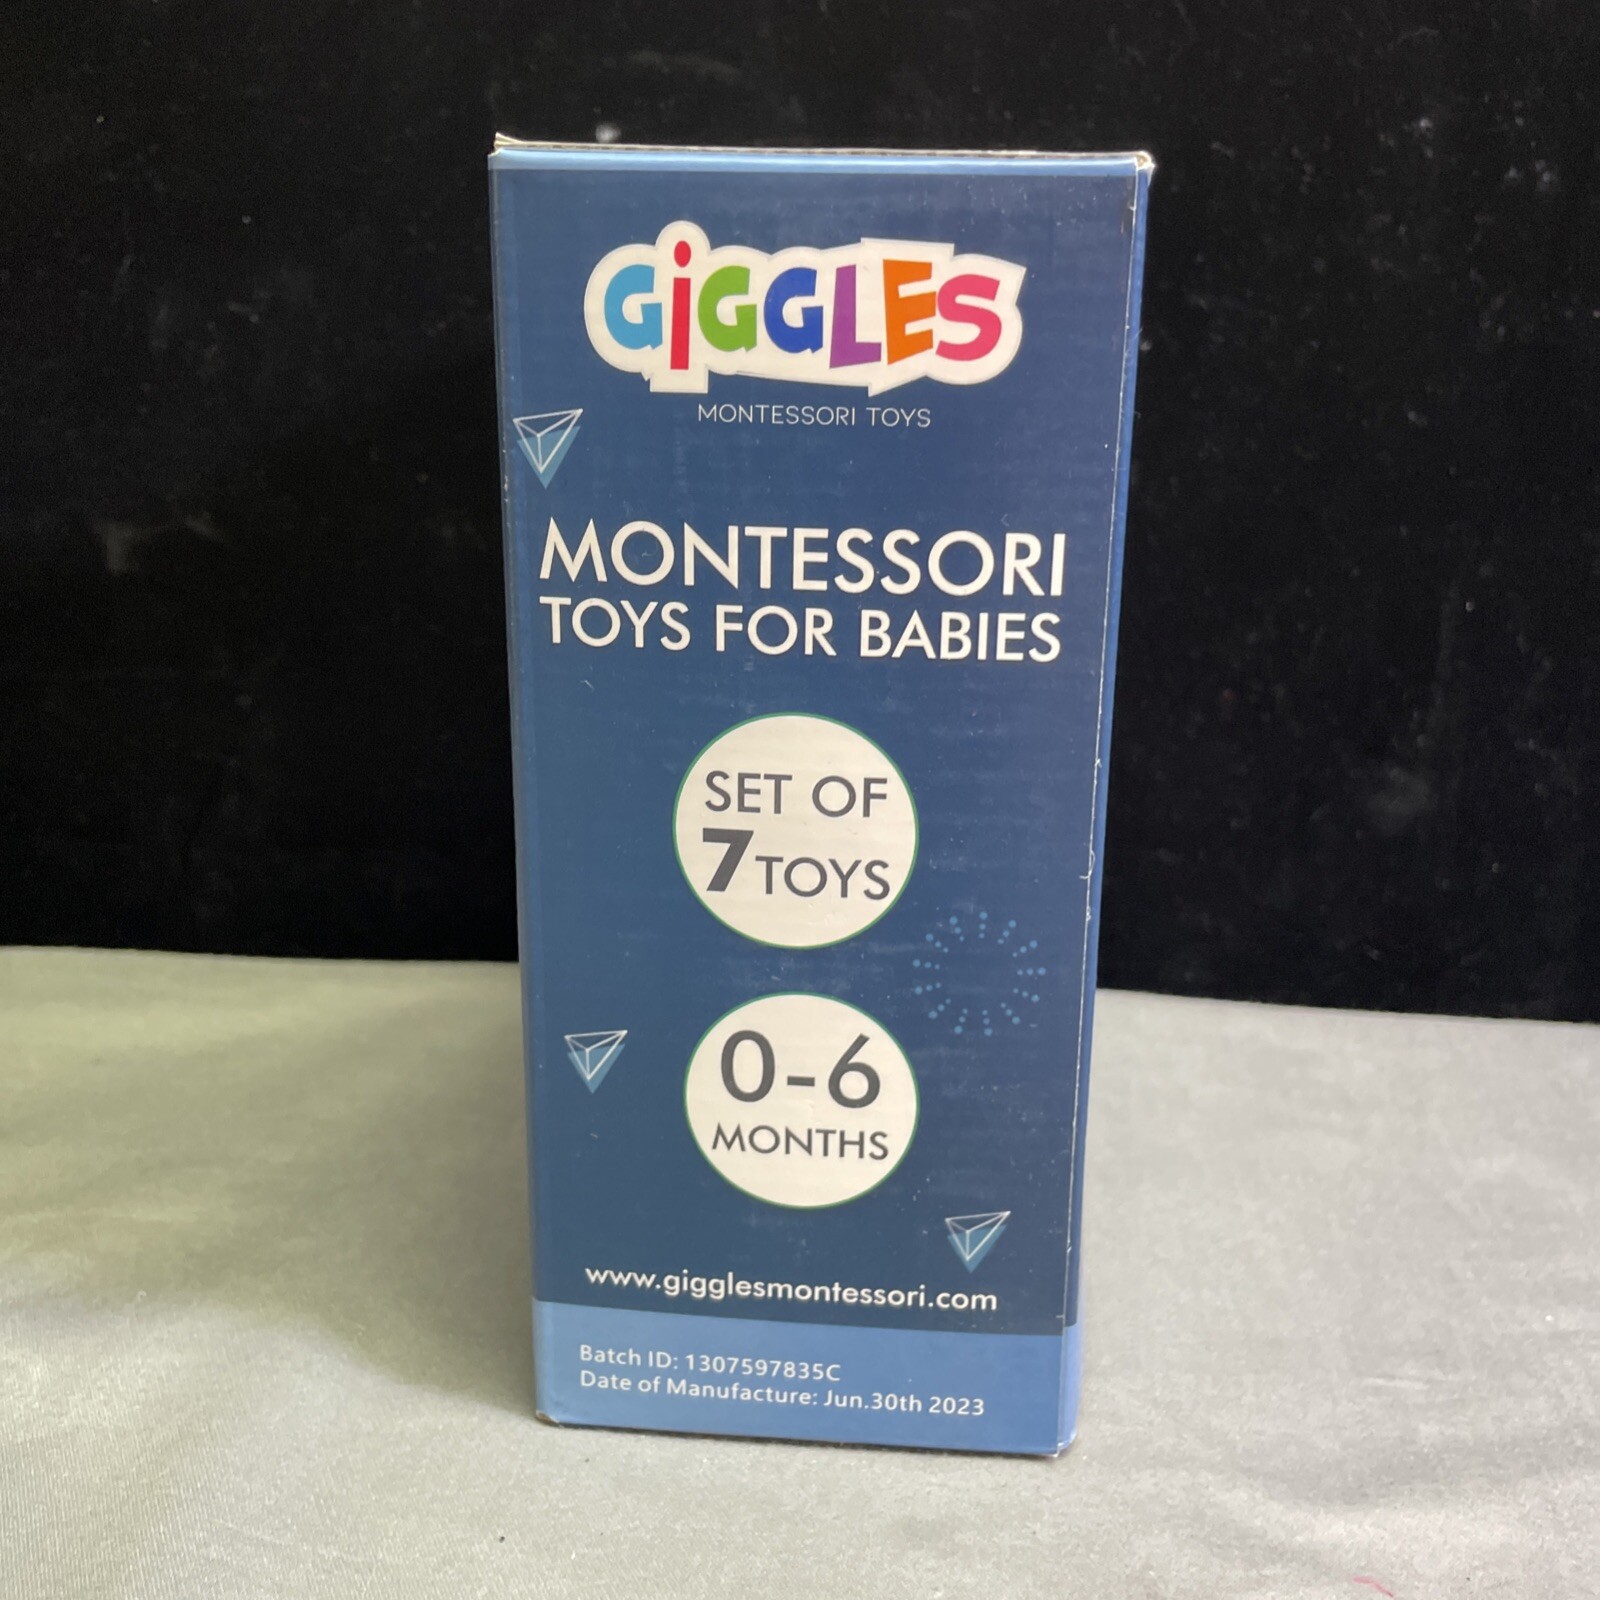 GiGGLES
MONTESSORI TOYS
MONTESSORI
TOYS FOR BABIES
SET OF
7 TOYS
0-6
MONTHS
www.gigglesmontessori.com
Batch ID: 1307597835C
Date of Manufacture: Jun.30th 2023